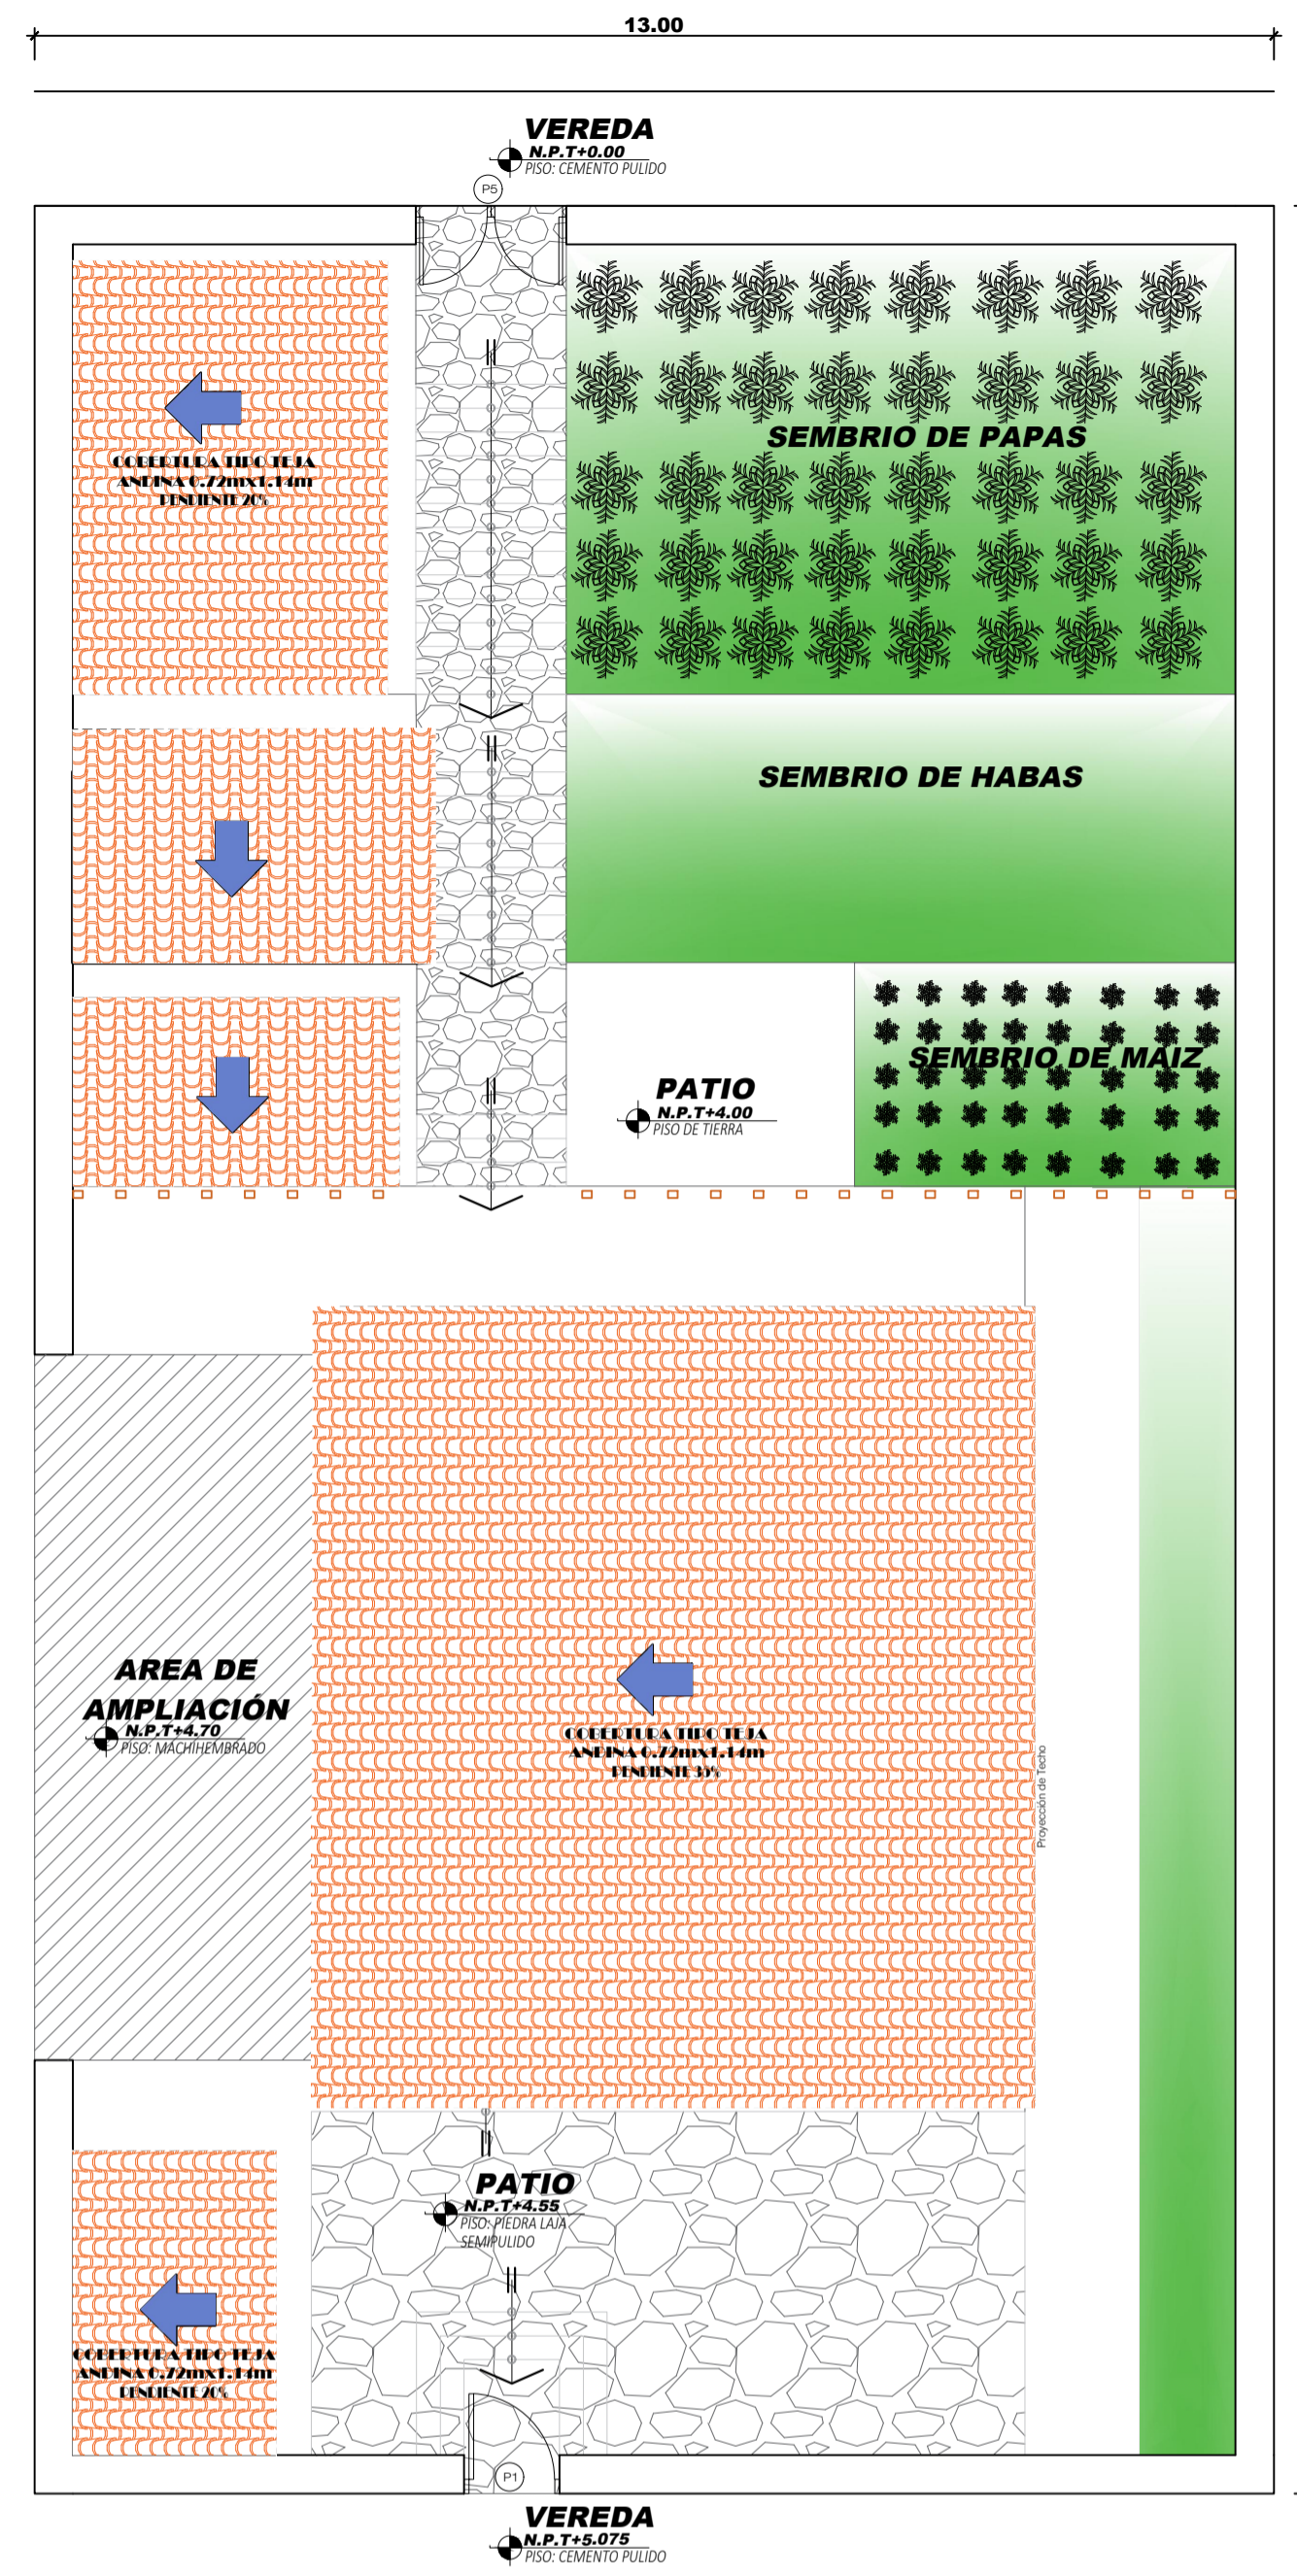 13.00
VEREDA
N.P.T+0.00
PISO: CEMENTO PULIDO
P5
COBERTURA TIPO TEJA
ANDINA 0.72mx1.14m
PENDIENTE 20%
SEMBRIO DE PAPAS
SEMBRIO DE HABAS
SEMBRIO DE MAIZ
PATIO
N.P.T+4.00
PISO DE TIERRA
AREA DE
AMPLIACIÓN
N.P.T+4.70
PISO: MACHIHEMBRADO
COBERTURA TIPO TEJA
ANDINA 0.72mx1.14m
PENDIENTE 35%
Proyección de Techo
PATIO
N.P.T+4.55
PISO: PIEDRA LAJA
SEMIPULIDO
COBERTURA TIPO TEJA
ANDINA 0.72mx1.14m
PENDIENTE 20%
P1
VEREDA
N.P.T+5.075
PISO: CEMENTO PULIDO